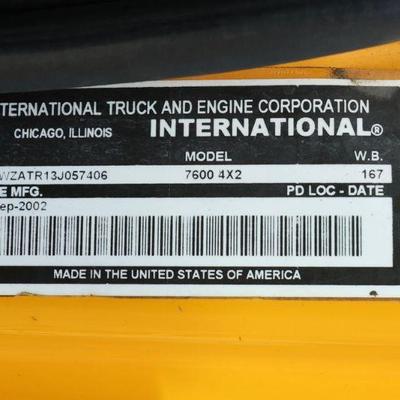 NTERNATIONAL TRUCK AND ENGINE CORPORATION
CHICAGO, ILLINOIS INTERNATIONAL®
MODEL W.B.
WZATR13J057406 7600 4X2 167
E MFG. PD LOC - DATE
ep-2002
MADE IN THE UNITED STATES OF AMERICA